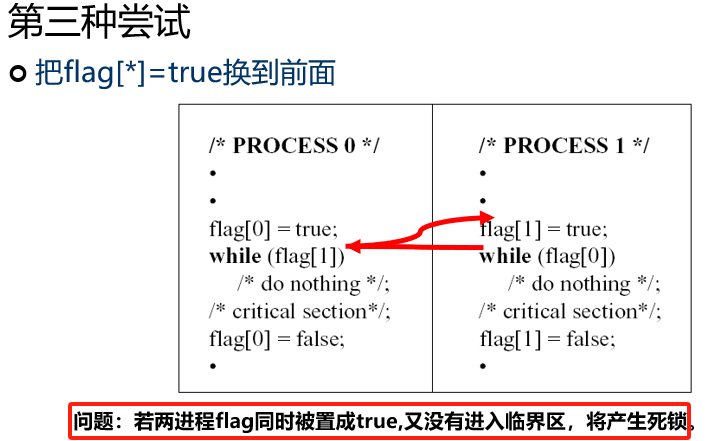 第三种尝试
把flag[*]=true换到前面
/* PROCESS 0 */
•
•
flag[0] = true;
while (flag[1])
/* do nothing */;
/* critical section*/;
flag[0] = false;
•
/* PROCESS 1 */
•
•
flag[1] = true;
while (flag[0])
/* do nothing */;
/* critical section*/;
flag[1] = false;
•
问题：若两进程flag同时被置成true,又没有进入临界区，将产生死锁。